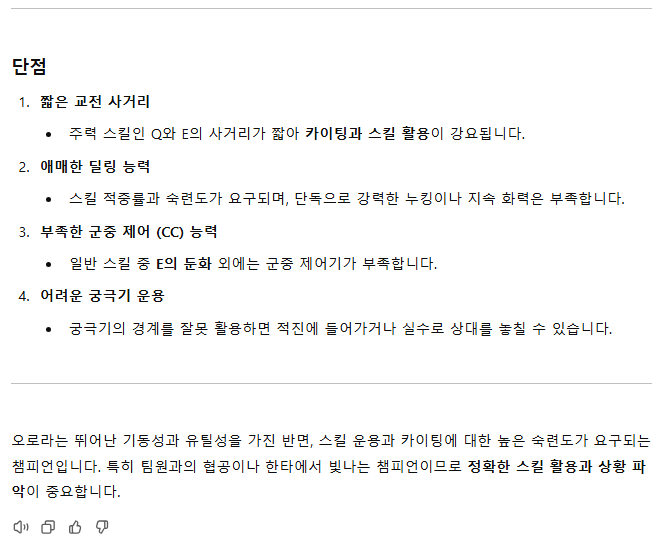 단점
1. 짧은 교전 사거리
• 주력 스킬인 Q와 E의 사거리가 짧아 카이팅과 스킬 활용이 강요됩니다.
2. 애매한 딜링 능력
• 스킬 적중률과 숙련도가 요구되며, 단독으로 강력한 누킹이나 지속 화력은 부족합니다.
3. 부족한 군중 제어 (CC) 능력
• 일반 스킬 중 E의 둔화 외에는 군중 제어기가 부족합니다.
4. 어려운 궁극기 운용
• 궁극기의 경계를 잘못 활용하면 적진에 들어가거나 실수로 상대를 놓칠 수 있습니다.
오로라는 뛰어난 기동성과 유틸성을 가진 반면, 스킬 운용과 카이팅에 대한 높은 숙련도가 요구되는
챔피언입니다. 특히 팀원과의 협공이나 한타에서 빛나는 챔피언이므로 정확한 스킬 활용과 상황 파
악이 중요합니다.